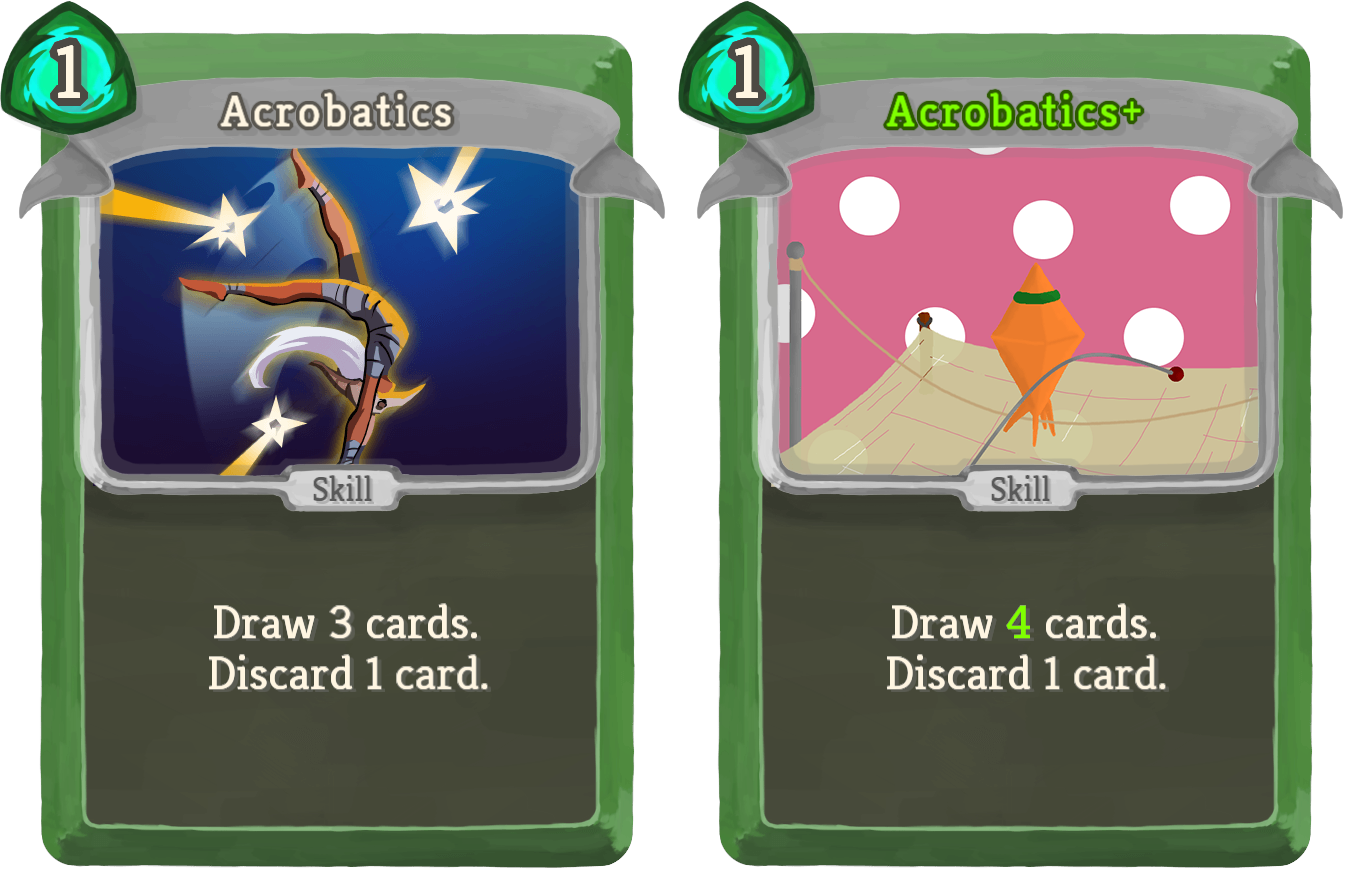 1
Acrobatics
Skill
Draw 3 cards.
Discard 1 card.
1
Acrobatics+
Skill
Draw 4 cards.
Discard 1 card.